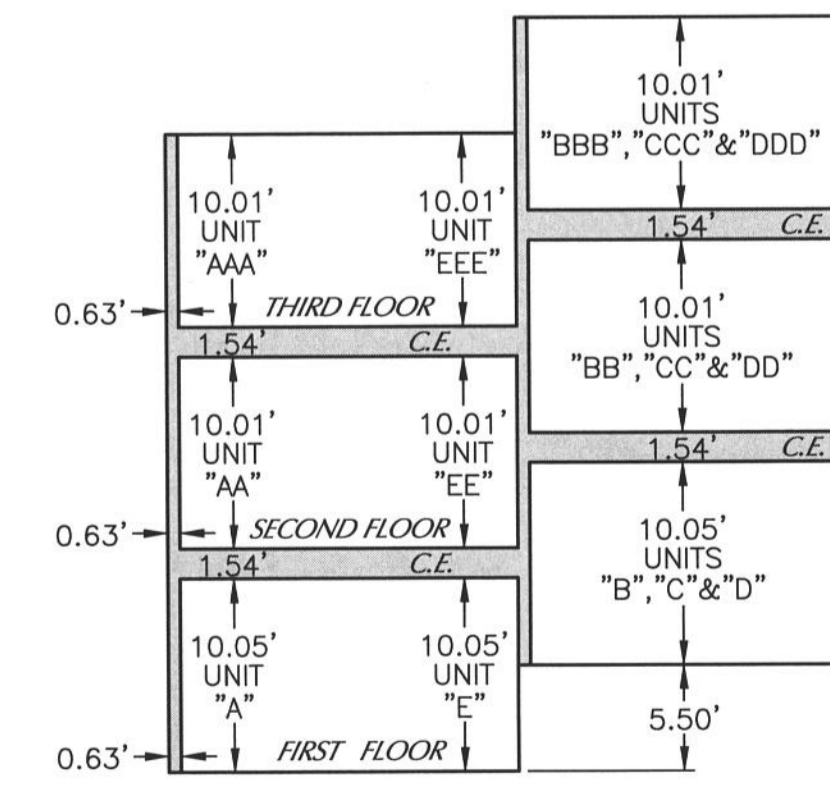 10.01'
UNITS
"BBB","CCC"&"DDD"
1.54' C.E.
10.01'
UNIT
"AAA"
10.01'
UNIT
"EEE"
0.63'
THIRD FLOOR
1.54' C.E.
10.01'
UNITS
"BB","CC"&"DD"
1.54' C.E.
10.01'
UNIT
"AA"
10.01'
UNIT
"EE"
0.63'
SECOND FLOOR
1.54' C.E.
10.05'
UNITS
"B","C"&"D"
10.05'
UNIT
"A"
10.05'
UNIT
"E"
0.63'
FIRST FLOOR
5.50'